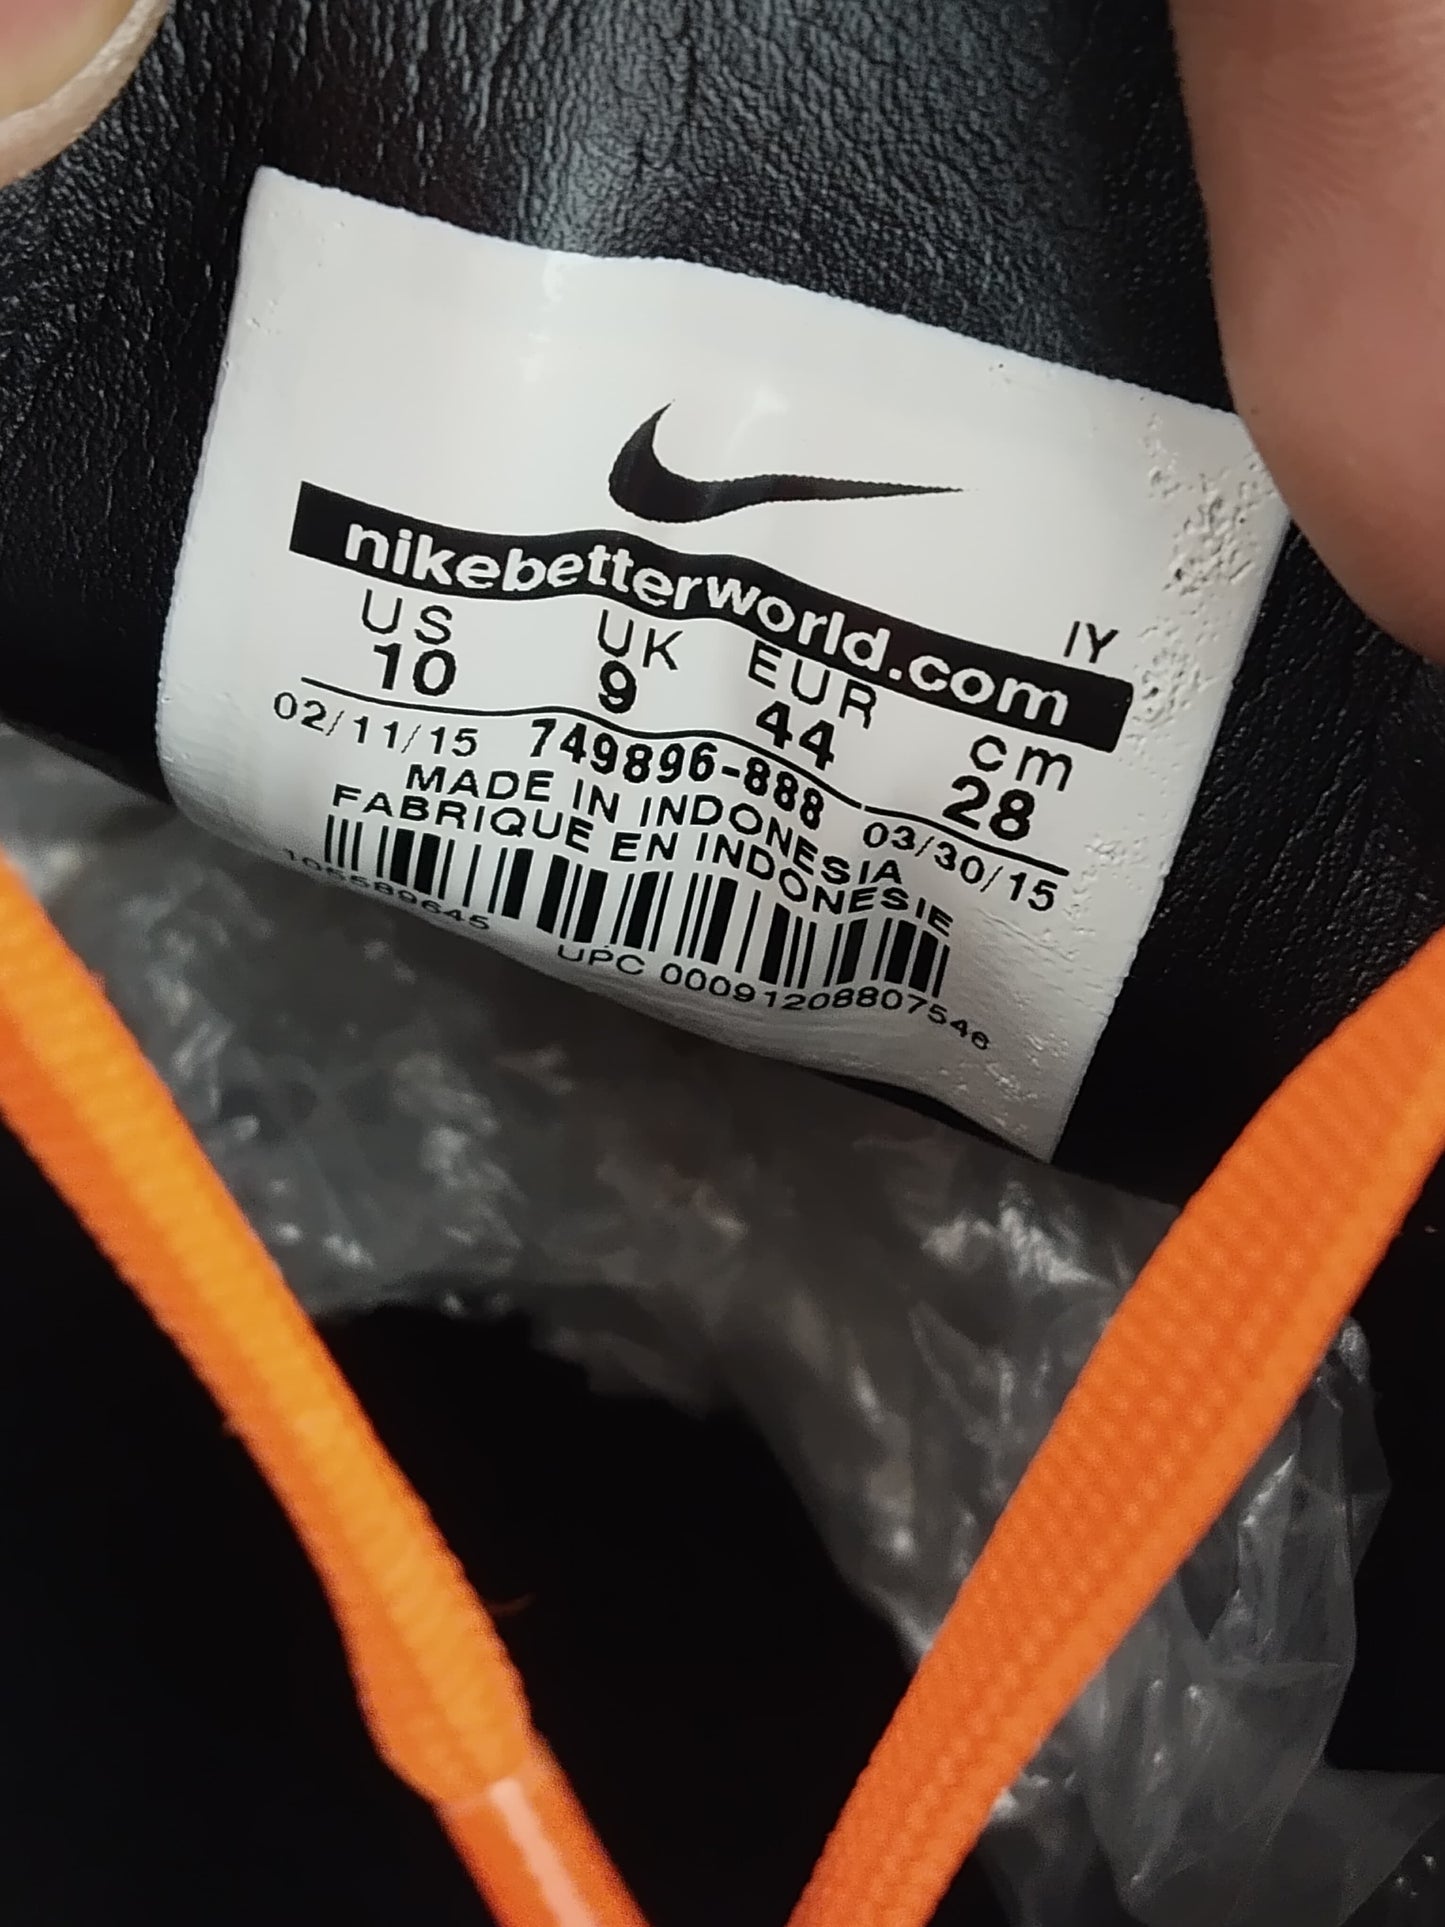 nikebetterworld.com IY
US UK EUR cm
10 9 44 28
02/11/15 749896-888 03/30/15
MADE IN INDONESIA
FABRIQUE EN INDONESIE
105589645
UPC 00091208807546